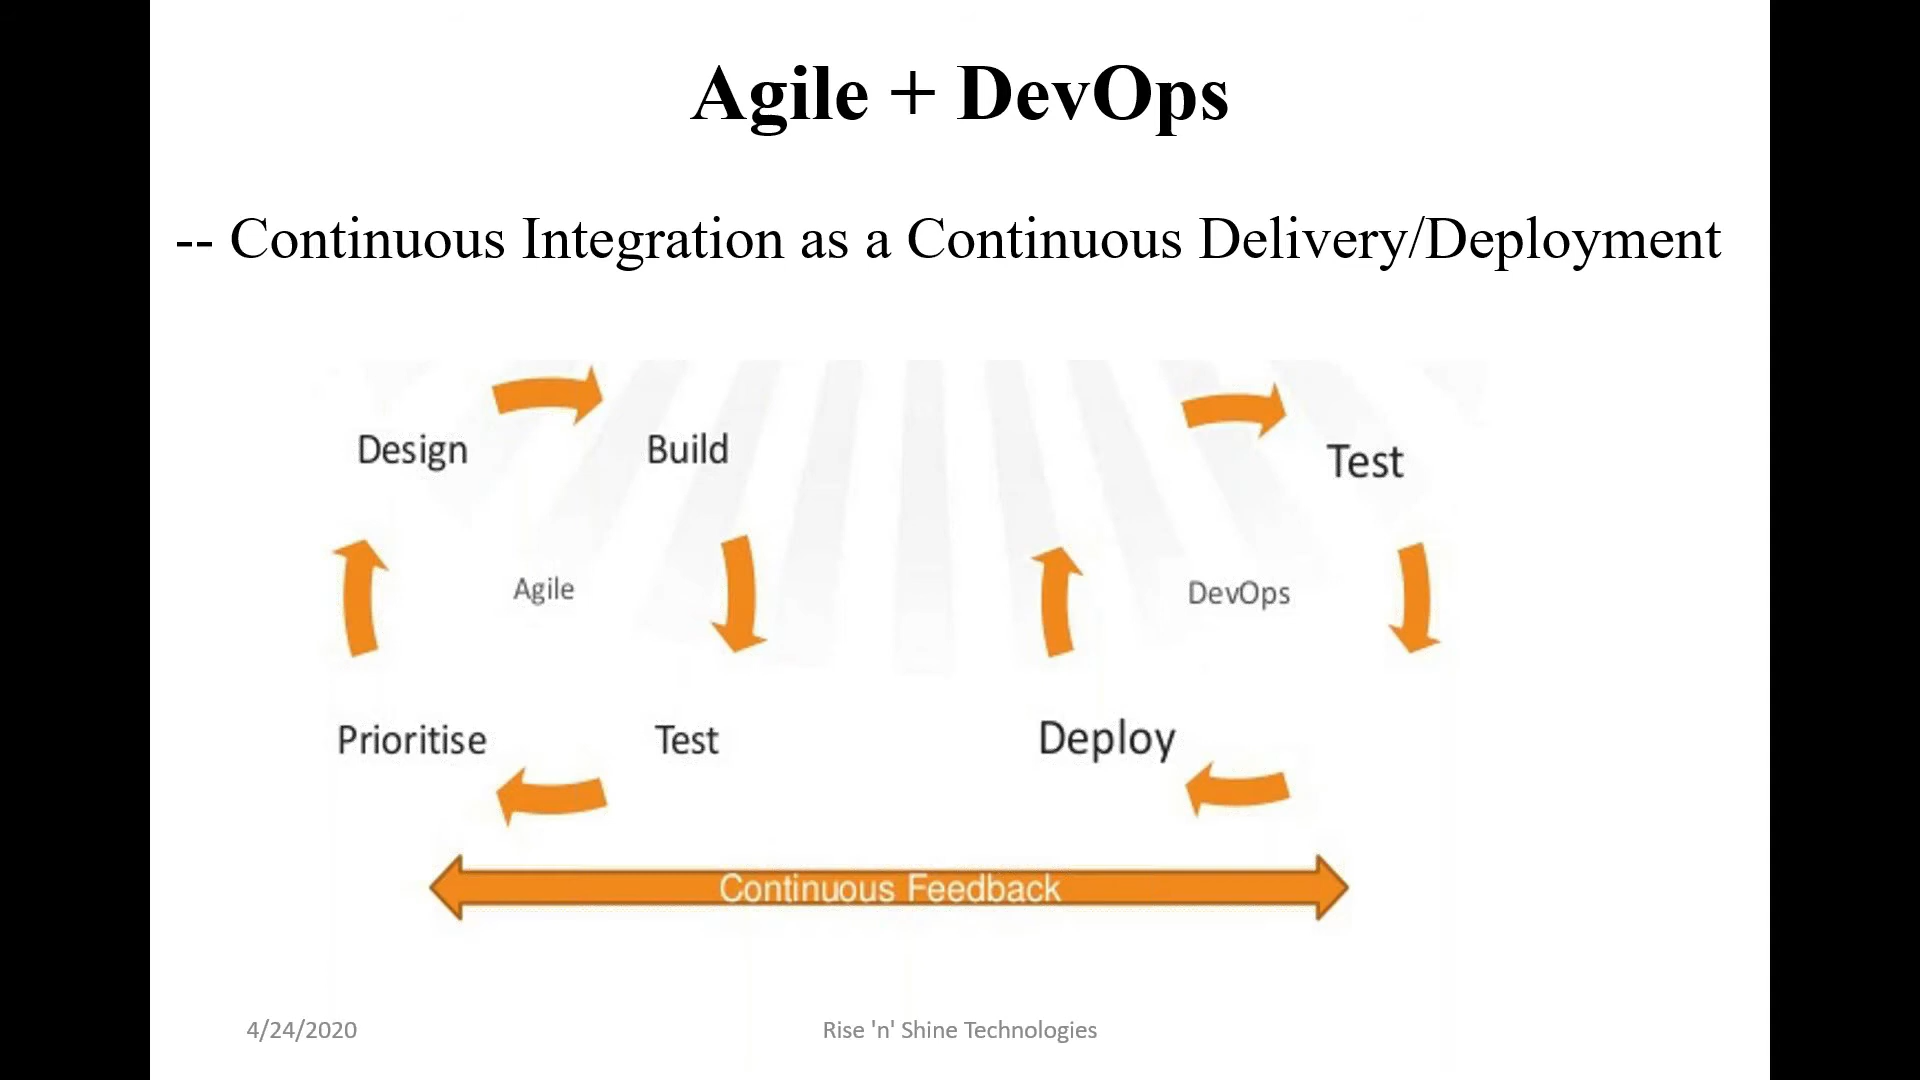 Agile + DevOps
-- Continuous Integration as a Continuous Delivery/Deployment
Design
Build
Test
Agile
DevOps
Prioritise
Test
Deploy
Continuous Feedback
4/24/2020
Rise 'n' Shine Technologies